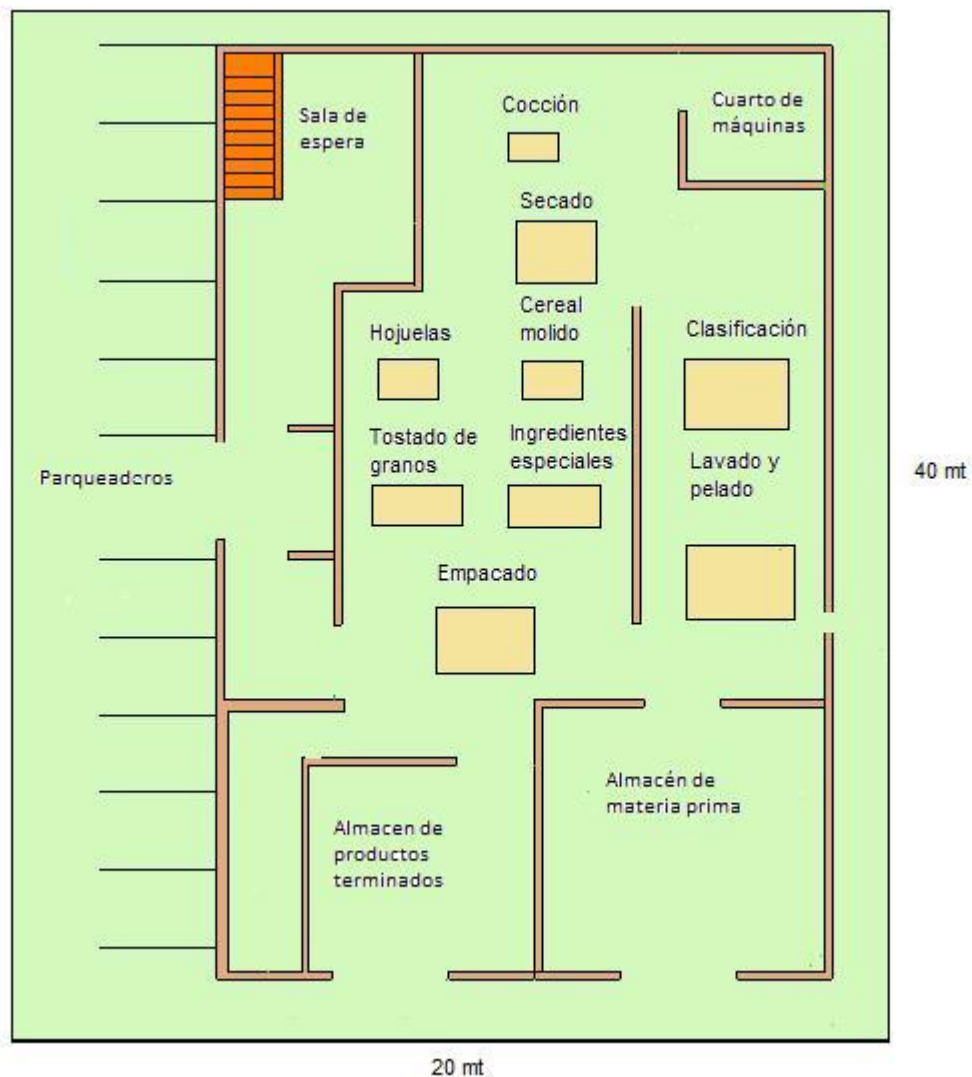 Sala de
espera
Cocción
Cuarto de
máquinas
Secado
Hojuelas
Cereal
molido
Clasificación
Tostado de
granos
Ingredientes
especiales
Lavado y
pelado
Parqueaderos
40 mt
Empacado
Almacén de
materia prima
Almacen de
productos
terminados
20 mt